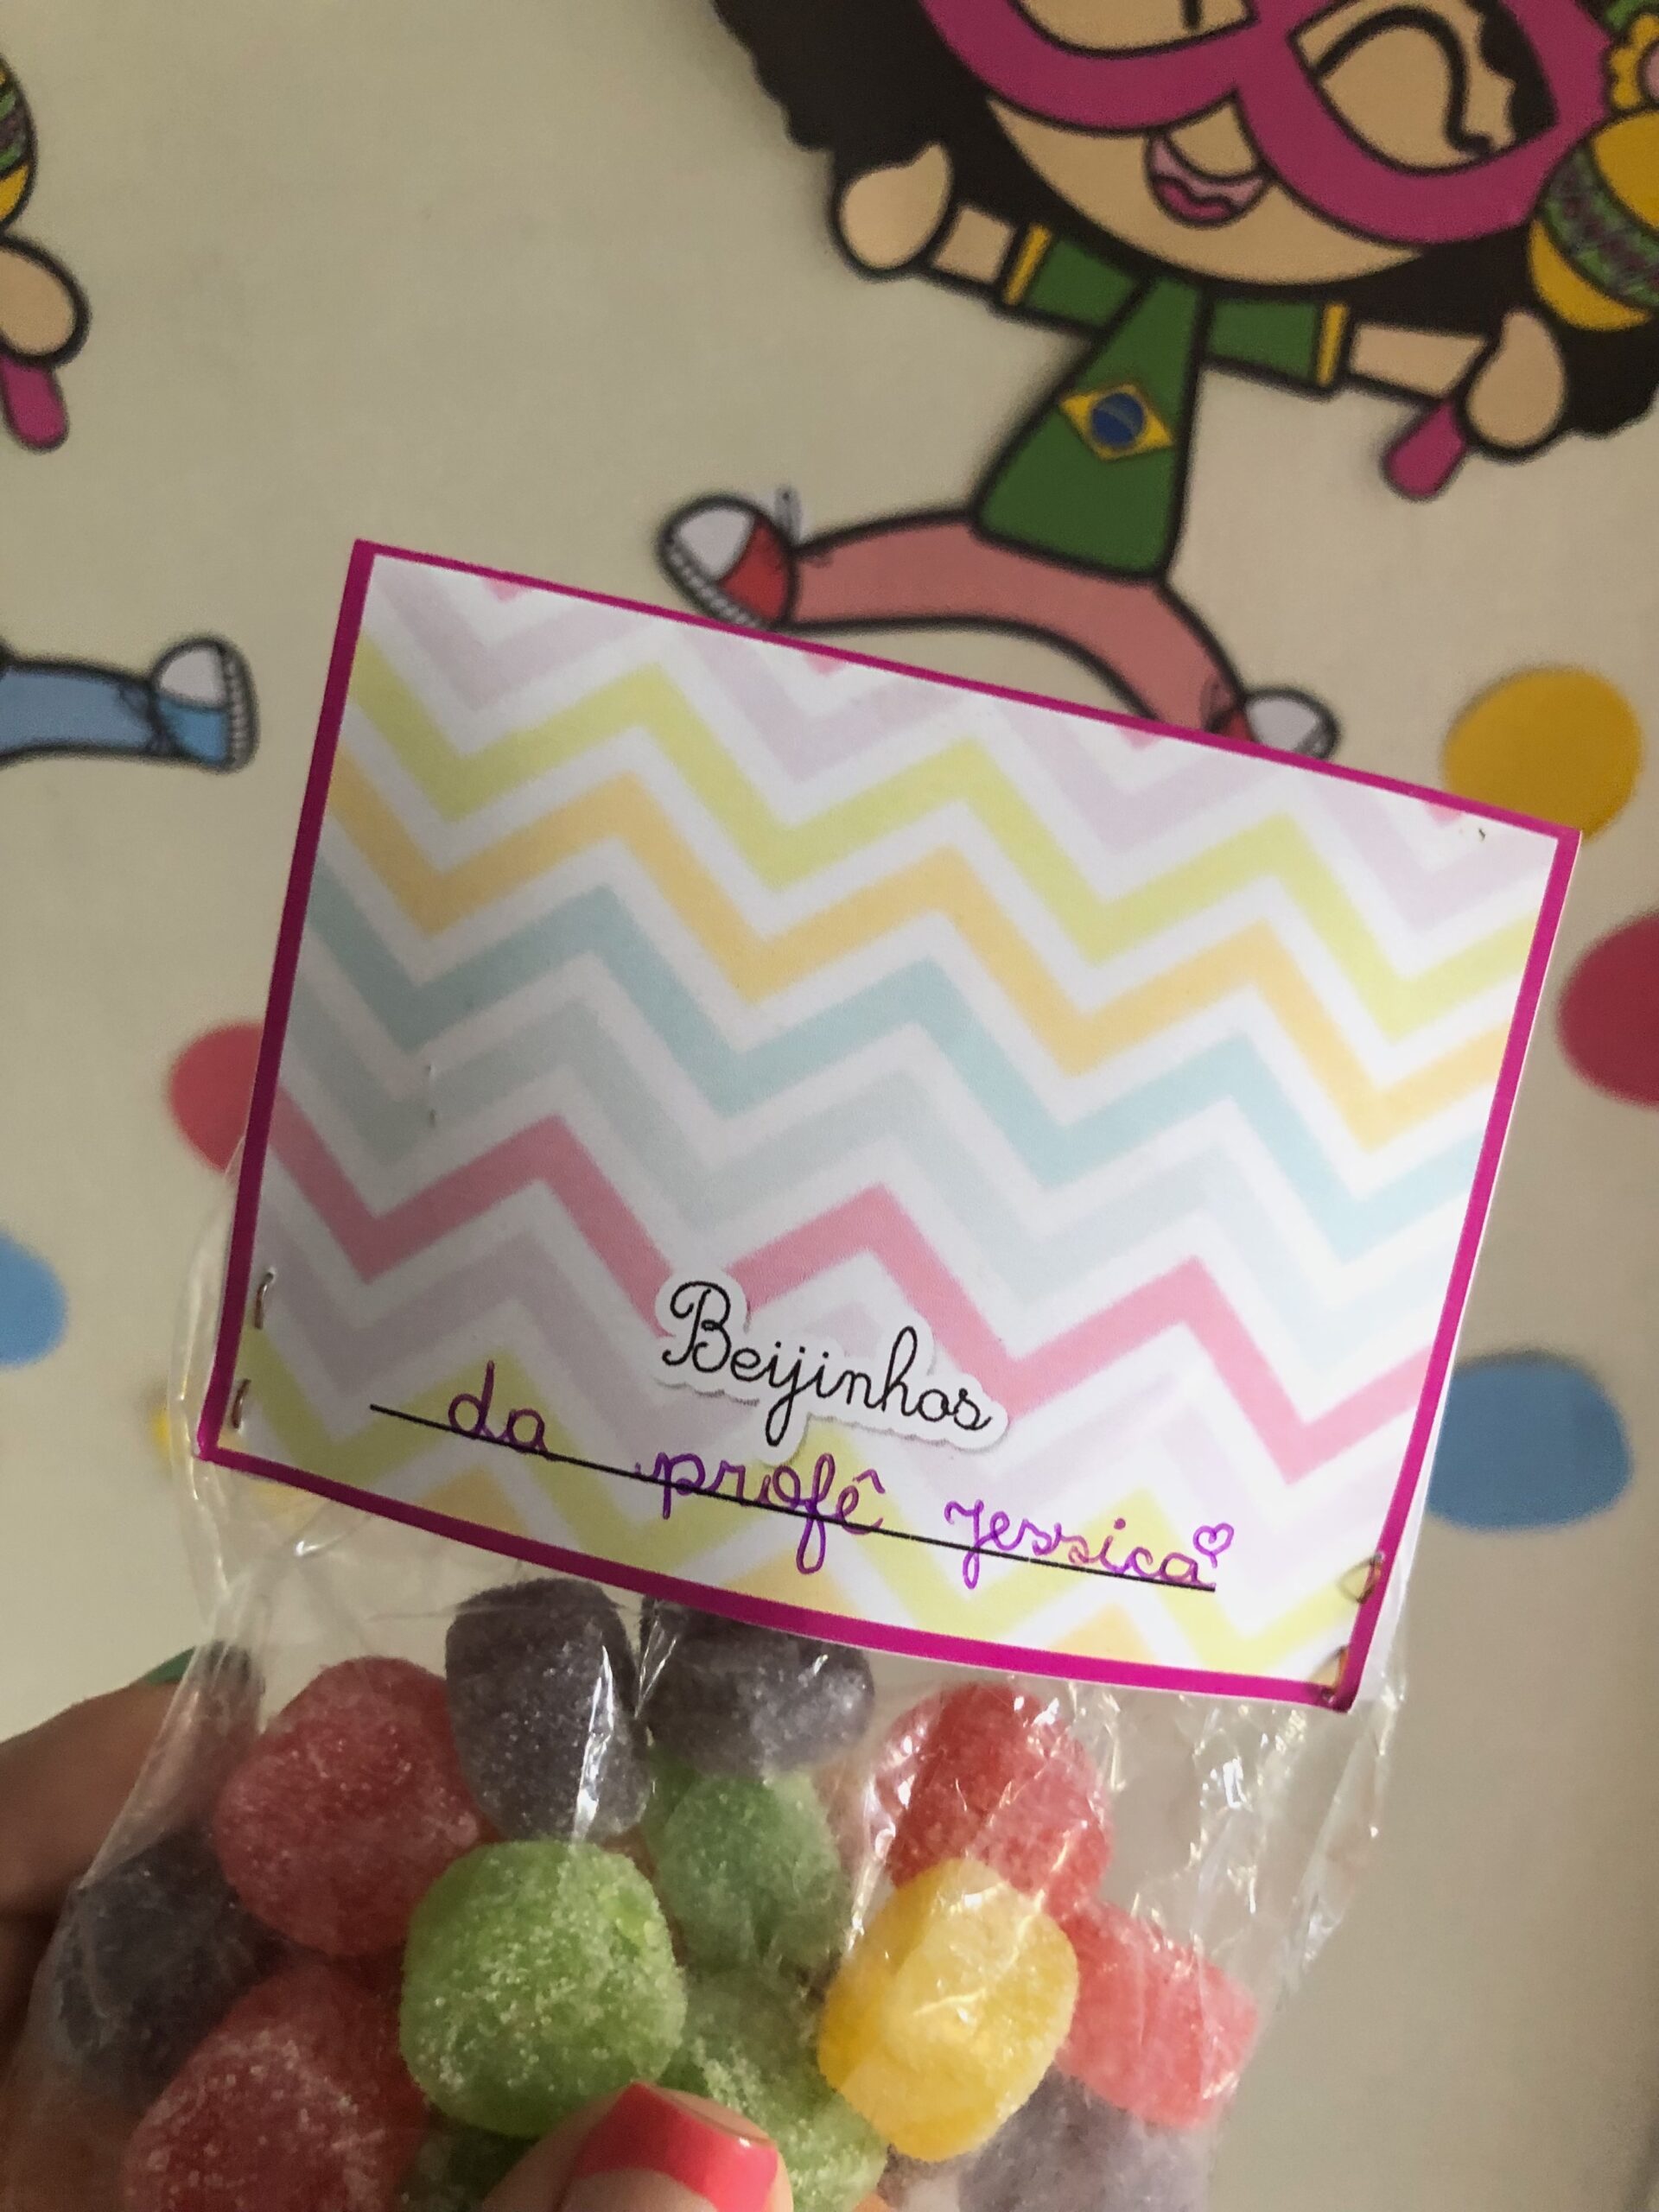 Beijinhos
da profê Jessica